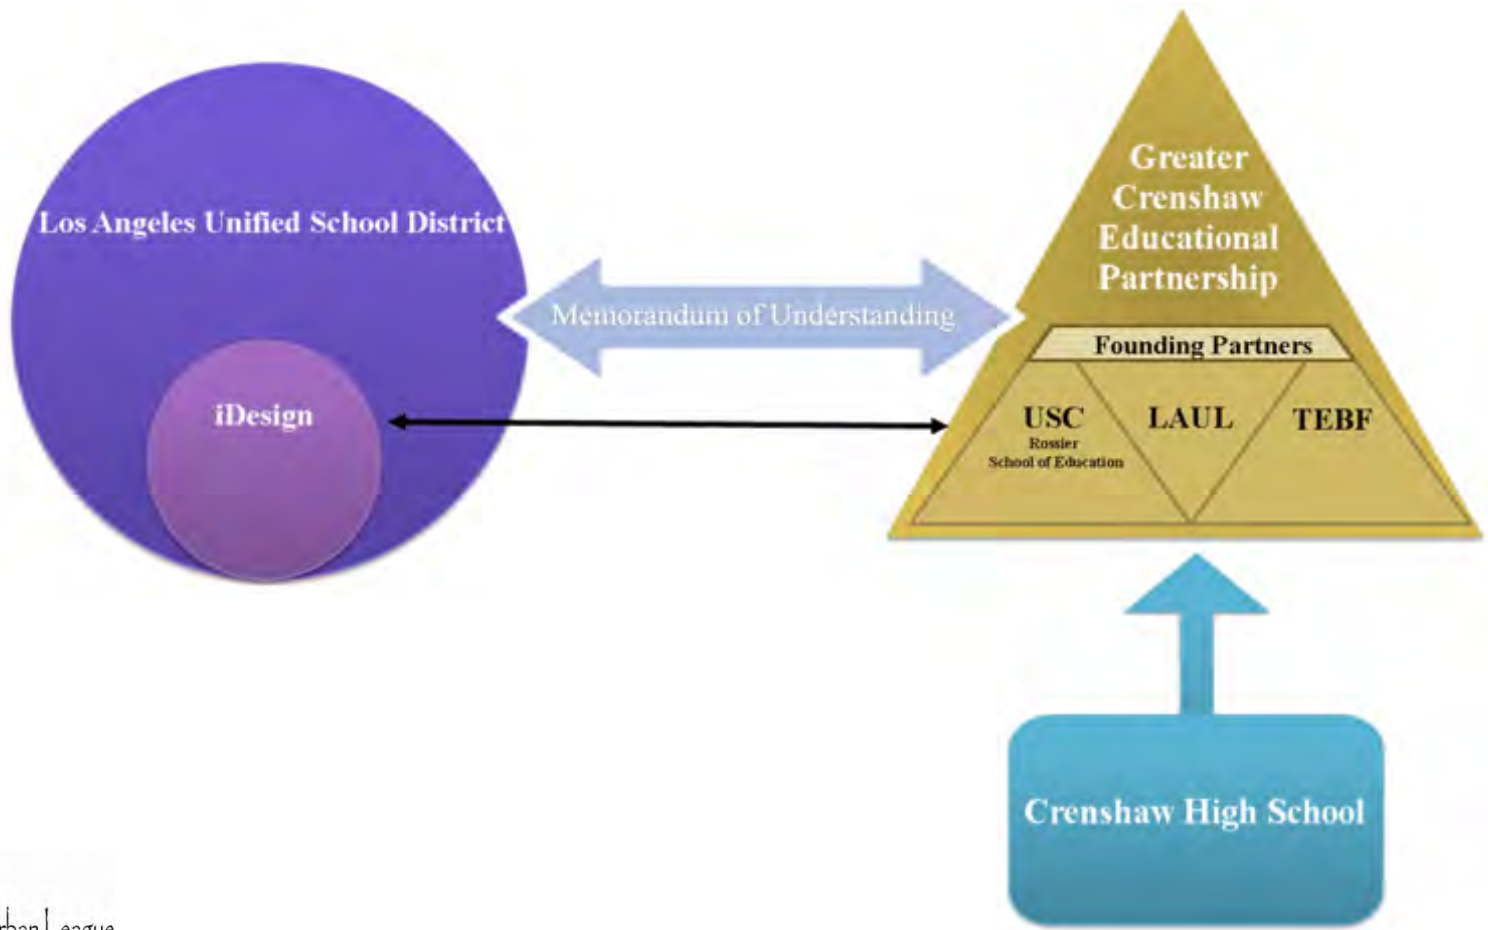 Los Angeles Unified School District
iDesign
Memorandum of Understanding
Greater
Crenshaw
Educational
Partnership
Founding Partners
USC
Rossier
School of Education
LAUL
TEBF
Crenshaw High School
League